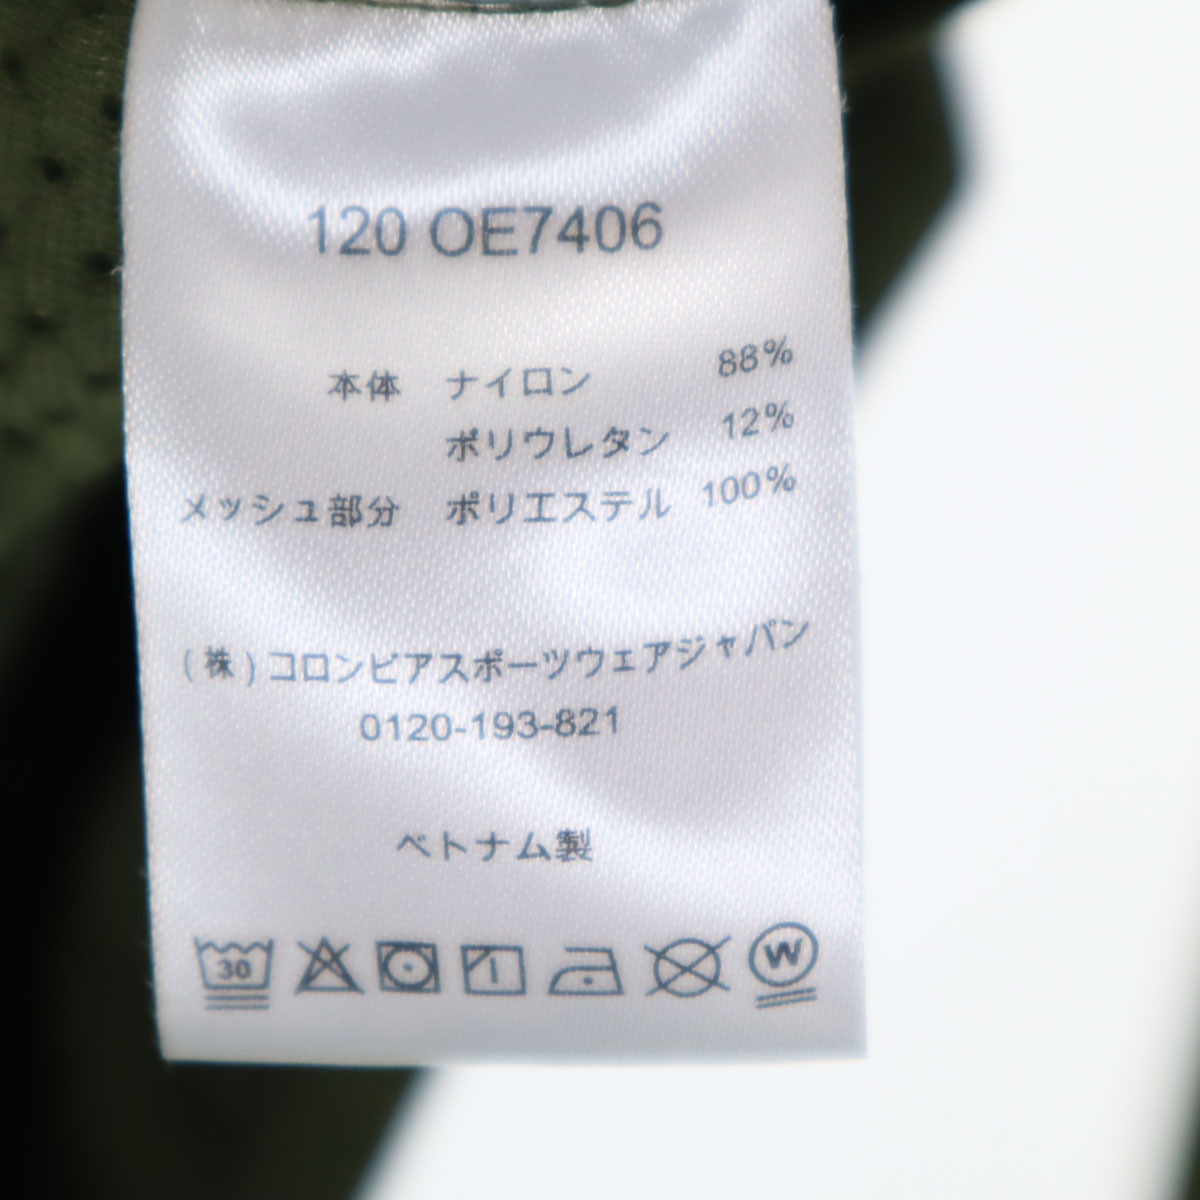 120 OE7406
本体 ナイロン 88%
ポリウレタン 12%
メッシュ部分 ポリエステル 100%
(株)コロンビアスポーツウェアジャパン
0120-193-821
ベトナム製
30 W